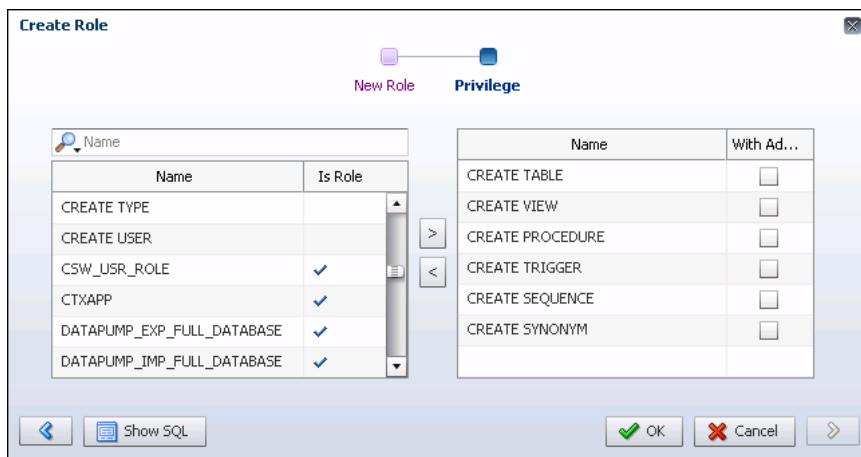 Create Role
New Role Privilege
Name
Name Is Role
CREATE TYPE
CREATE USER
CSW_USR_ROLE
CTXAPP
DATAPUMP_EXP_FULL_DATABASE
DATAPUMP_IMP_FULL_DATABASE
>
<
Name With Ad...
CREATE TABLE
CREATE VIEW
CREATE PROCEDURE
CREATE TRIGGER
CREATE SEQUENCE
CREATE SYNONYM
Show SQL OK Cancel